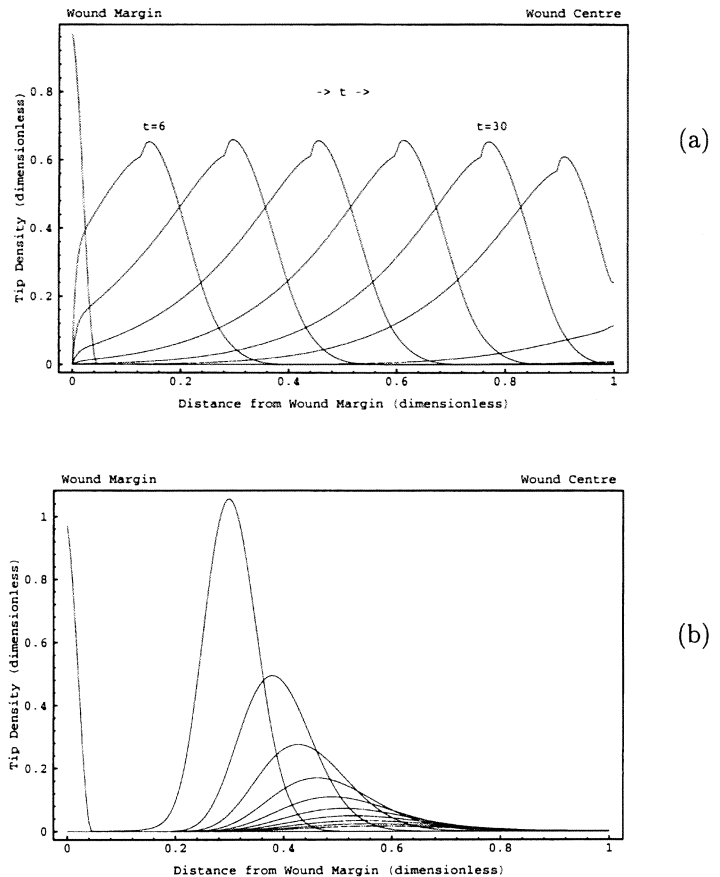 Wound Margin Wound Centre
0.8
-> t ->
t=6 t=30
(a)
0.6
Tip Density (dimensionless)
0.4
0.2
0
0 0.2 0.4 0.6 0.8 1
Distance from Wound Margin (dimensionless)
Wound Margin Wound Centre
1
0.8
Tip Density (dimensionless)
(b)
0.6
0.4
0.2
0
0 0.2 0.4 0.6 0.8 1
Distance from Wound Margin (dimensionless)